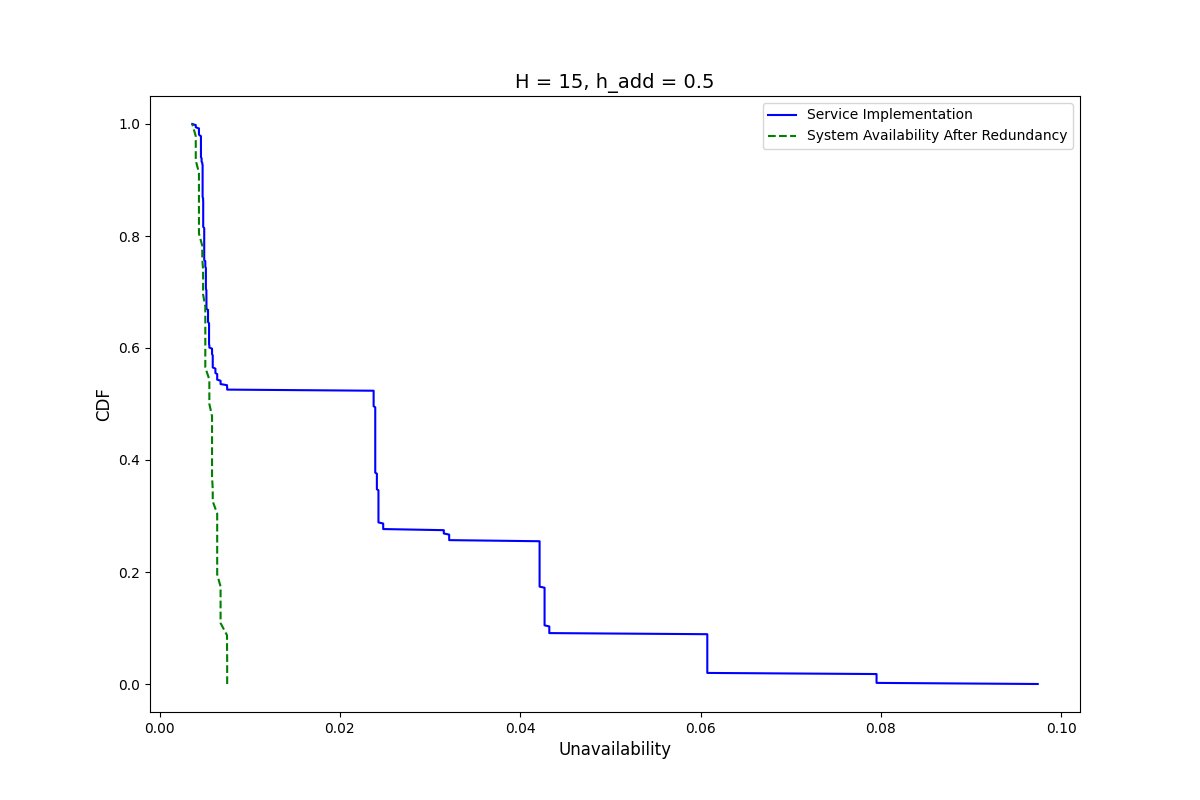 H = 15, h_add = 0.5
Service Implementation
System Availability After Redundancy
1.0
0.8
0.6
0.4
0.2
0.0
CDF
0.00 0.02 0.04 0.06 0.08 0.10
Unavailability